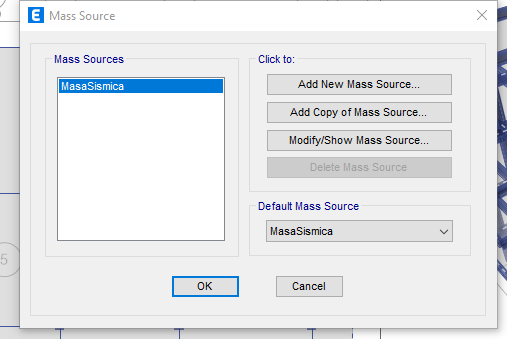 E Mass Source
Mass Sources
MasaSismica
Click to:
Add New Mass Source...
Add Copy of Mass Source...
Modify/Show Mass Source...
Delete Mass Source
Default Mass Source
MasaSismica
OK
Cancel
5